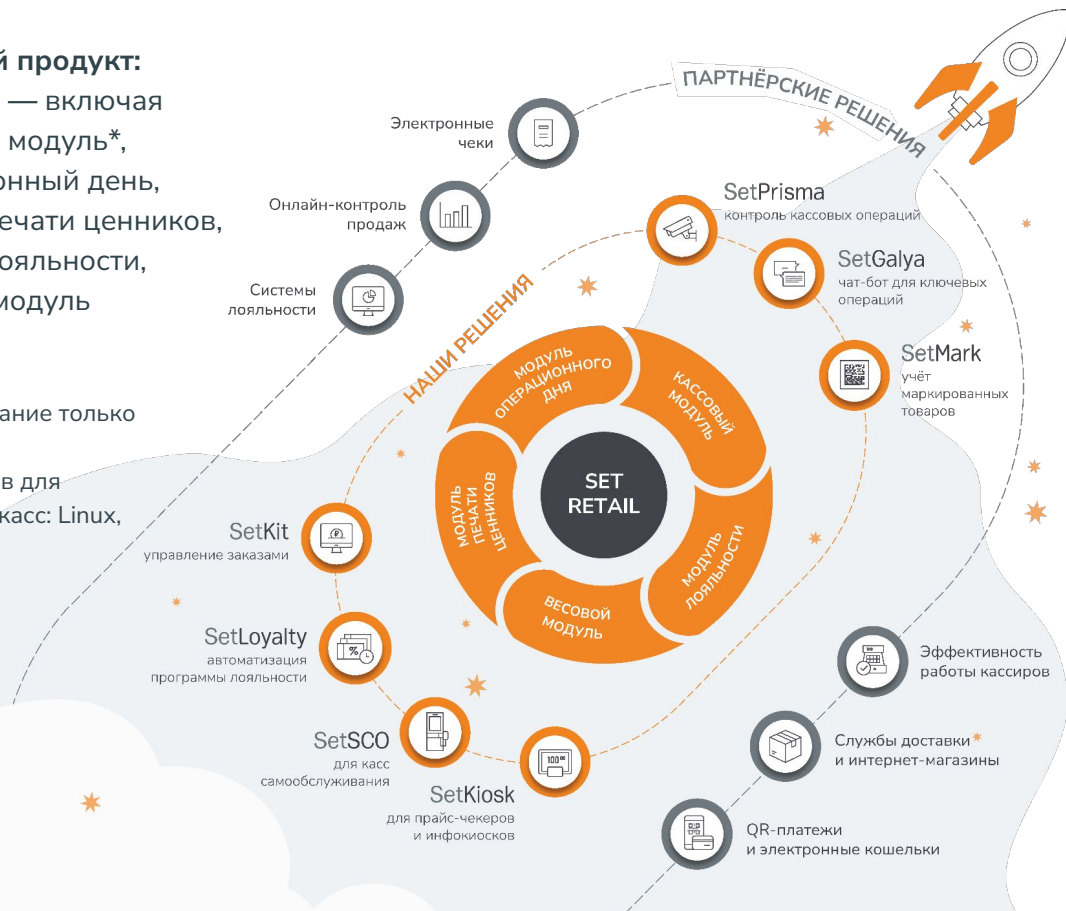 й продукт:
— включая
модуль*,
онный день,
ечати ценников,
ояльности,
модуль
ание только
в для
касс: Linux,
ПАРТНЁРСКИЕ РЕШЕНИЯ
Электронные
чеки
Онлайн-контроль
продаж
Системы
лояльности
НАШИ РЕШЕНИЯ
SetPrisma
контроль кассовых операций
SetGalya
чат-бот для ключевых
операций
SetMark
учёт
маркированных
товаров
МОДУЛЬ
ОПЕРАЦИОННОГО
ДНЯ
КАССОВЫЙ
МОДУЛЬ
МОДУЛЬ
ПЕЧАТИ
ЦЕННИКОВ
SET
RETAIL
МОДУЛЬ
ЛОЯЛЬНОСТИ
ВЕСОВОЙ
МОДУЛЬ
SetKit
управление заказами
SetLoyalty
автоматизация
программы лояльности
SetSCO
для касс
самообслуживания
SetKiosk
для прайс-чекеров
и инфокиосков
Эффективность
работы кассиров
Службы доставки
и интернет-магазины
QR-платежи
и электронные кошельки